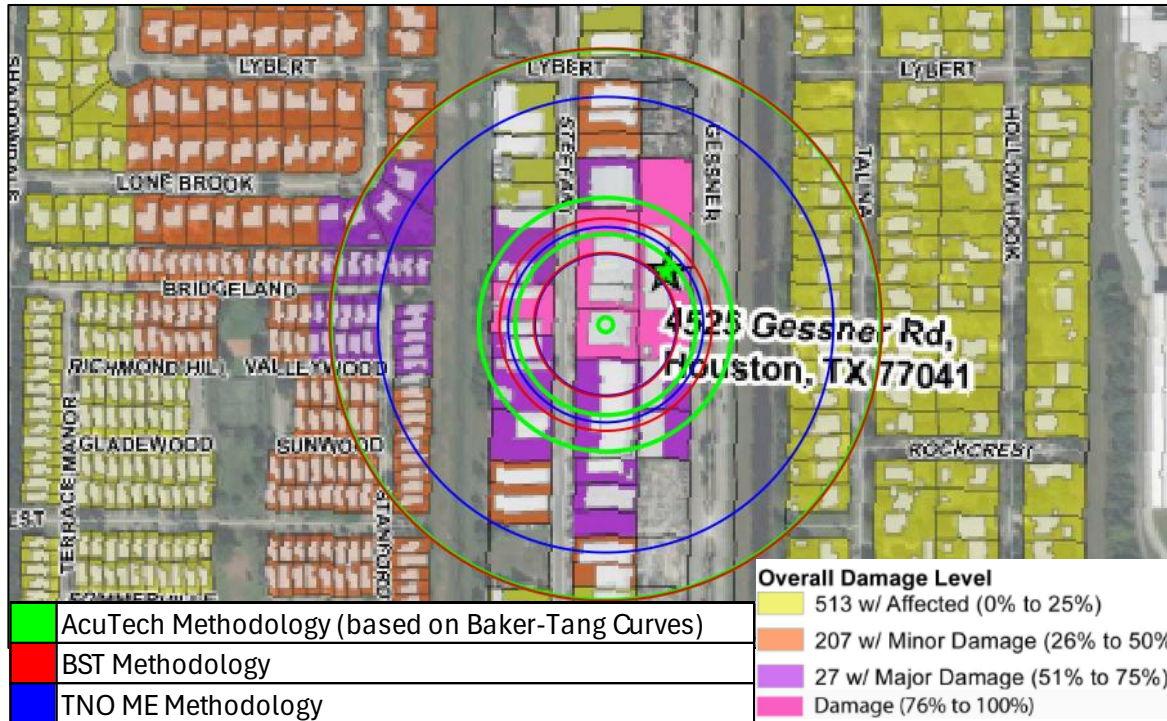 LYBERT
LYBERT
LYBERT
STEFFANI
GESSNER
TALINA
HOLLOW HOOK
LONE BROOK
BRIDGELAND
4525 Gessner Rd,
Houston, TX 77041
RICHMOND HILL
VALLEYWOOD
GLADEWOOD
SUNWOOD
ROCKCREST
TERRACE MANOR
STANFORD
EST
Overall Damage Level
513 w/ Affected (0% to 25%)
207 w/ Minor Damage (26% to 50%
27 w/ Major Damage (51% to 75%)
Damage (76% to 100%)
AcuTech Methodology (based on Baker-Tang Curves)
BST Methodology
TNO ME Methodology